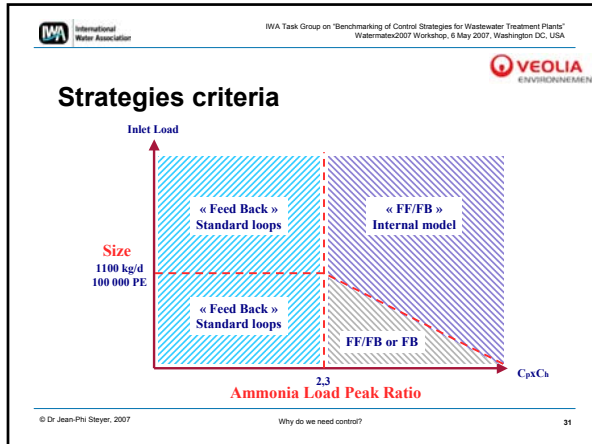 IWA International
Water Association
IWA Task Group on "Benchmarking of Control Strategies for Wastewater Treatment Plants"
Watermatex2007 Workshop, 6 May 2007, Washington DC, USA
VEOLIA
ENVIRONNEMENT
Strategies criteria
Inlet Load
« Feed Back »
Standard loops
« FF/FB »
Internal model
Size
1100 kg/d
100 000 PE
« Feed Back »
Standard loops
FF/FB or FB
2,3
CpxCh
Ammonia Load Peak Ratio
© Dr Jean-Phi Steyer, 2007
Why do we need control?
31